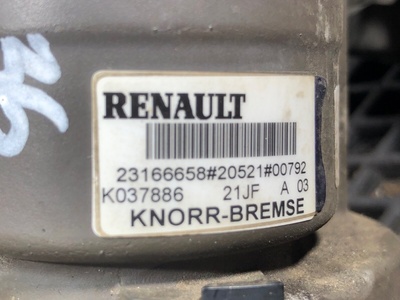 RENAULT
23166658#20521#00792
K037886 21JF A 03
KNORR-BREMSE